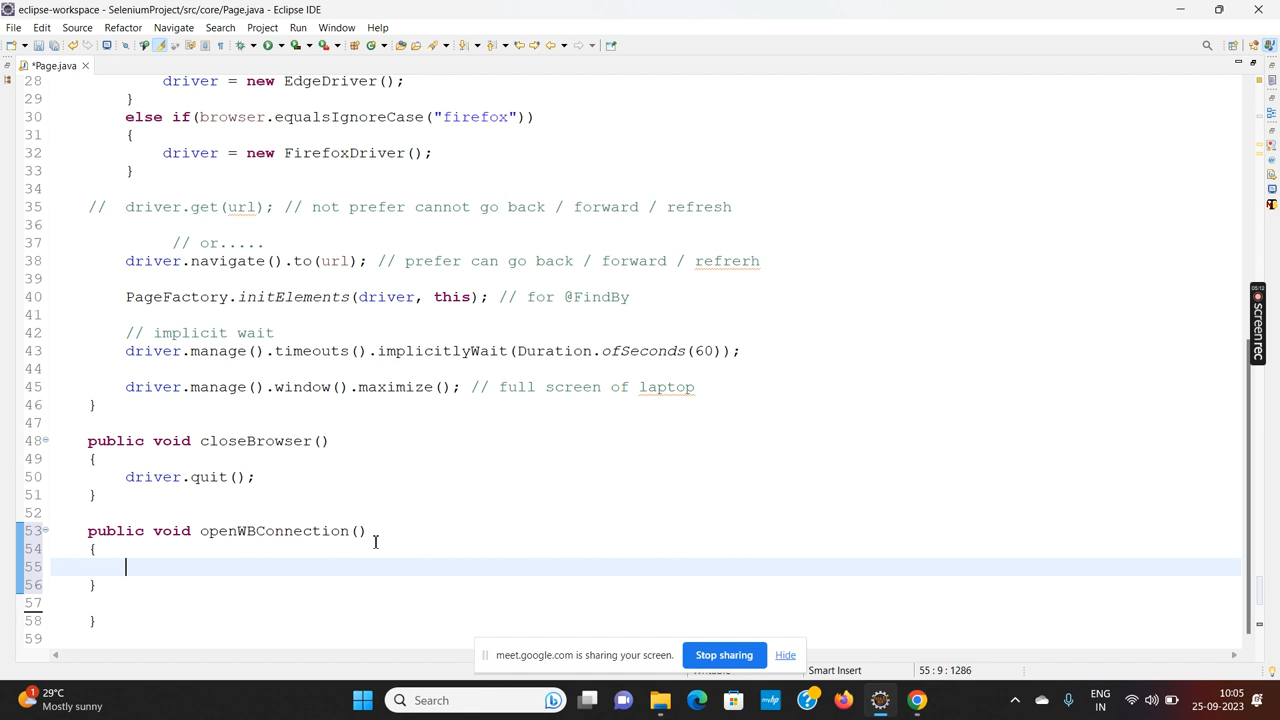 eclipse-workspace - SeleniumProject/src/core/Page.java - Eclipse IDE
File Edit Source Refactor Navigate Search Project Run Window Help
*Page.java
28 driver = new EdgeDriver();
29 }
30 else if(browser.equalsIgnoreCase("firefox"))
31 {
32 driver = new FirefoxDriver();
33 }
34
35 // driver.get(url); // not prefer cannot go back / forward / refresh
36
37 // or.....
38 driver.navigate().to(url); // prefer can go back / forward / refrerh
39
40 PageFactory.initElements(driver, this); // for @FindBy
41
42 // implicit wait
43 driver.manage().timeouts().implicitlyWait(Duration.ofSeconds(60));
44
45 driver.manage().window().maximize(); // full screen of laptop
46 }
47
48 public void closeBrowser()
49 {
50 driver.quit();
51 }
52
53 public void openWBConnection()
54 {
55
56 }
57
58 }
59
05:12
screenrec
meet.google.com is sharing your screen. Stop sharing Hide
Smart Insert 55 : 9 : 1286
29°C
Mostly sunny
Search
ENG
IN
10:05
25-09-2023